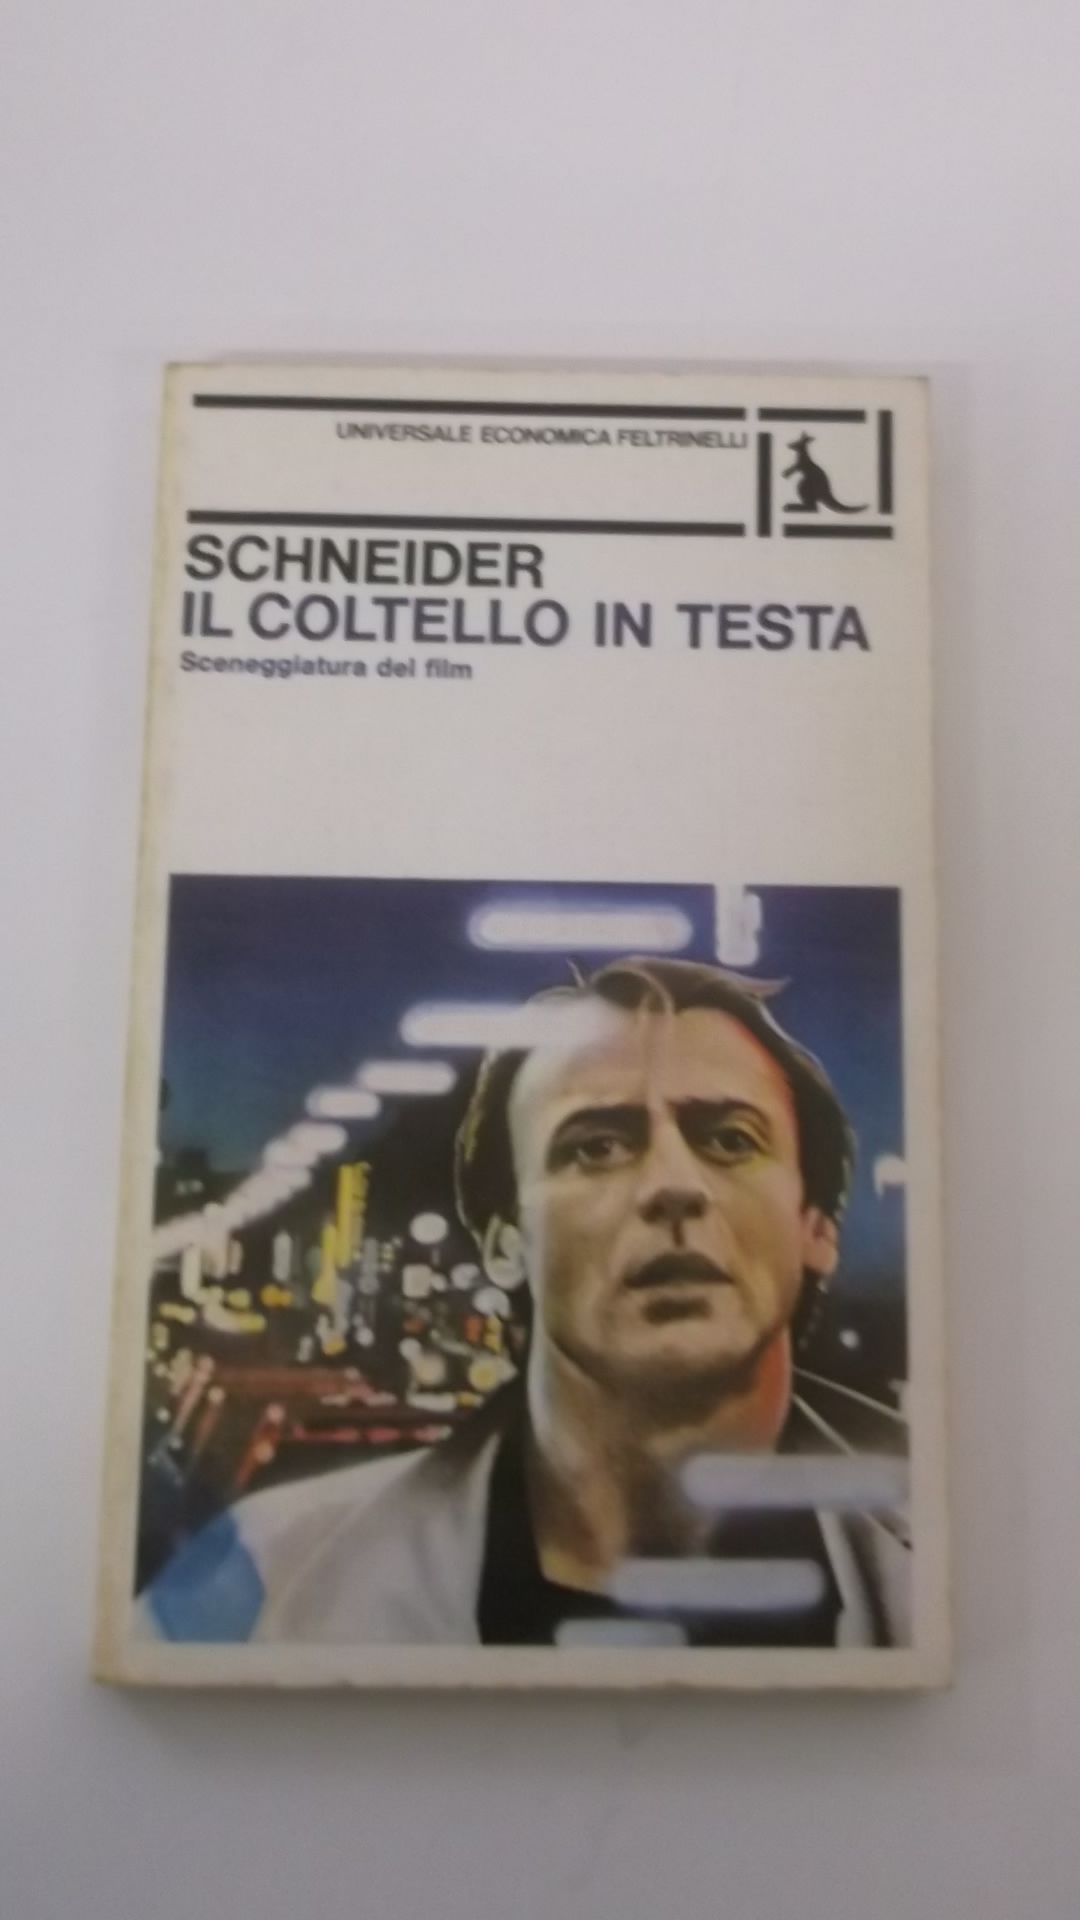 UNIVERSALE ECONOMICA FELTRINELLI
SCHNEIDER
IL COLTELLO IN TESTA
Sceneggiatura del film